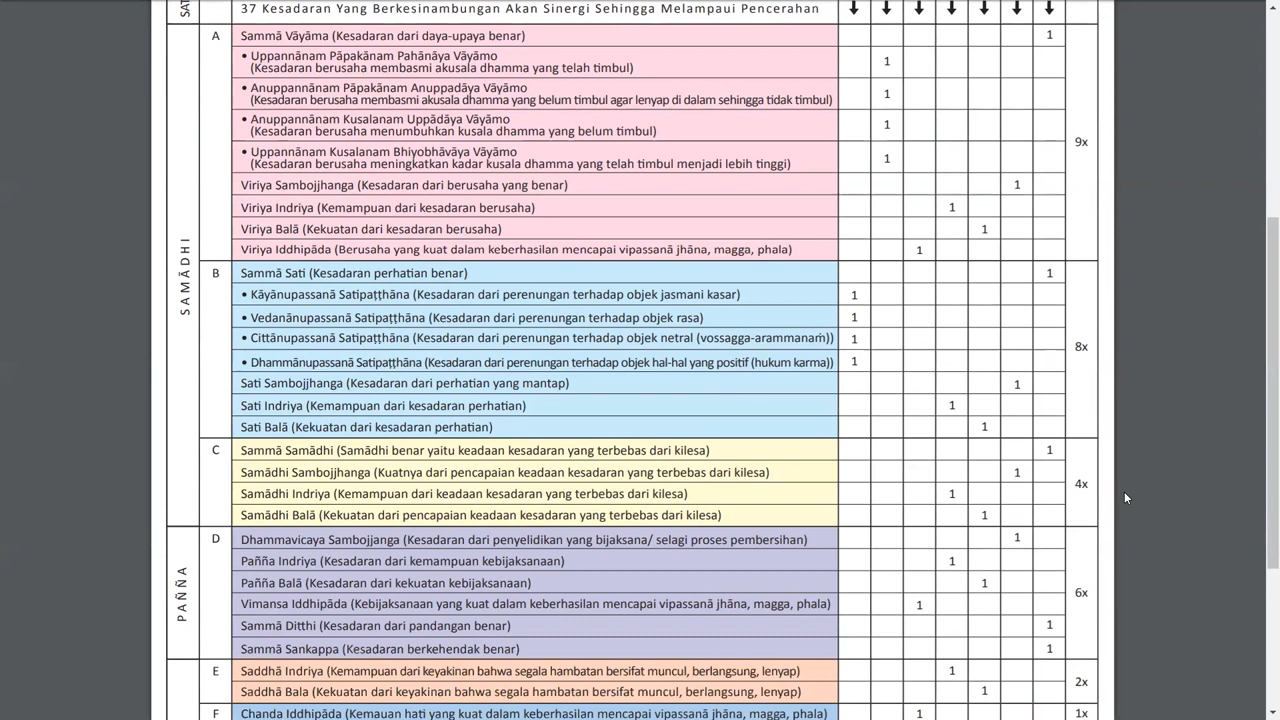 SAT
37 Kesadaran Yang Berkesinambungan Akan Sinergi Sehingga Melampaui Pencerahan
SAMĀDHI
A
Sammā Vāyāma (Kesadaran dari daya-upaya benar)
1
• Uppannānam Pāpakānam Pahānāya Vāyāmo
(Kesadaran berusaha membasmi akusala dhamma yang telah timbul)
1
• Anuppannānam Pāpakānam Anuppadāya Vāyāmo
(Kesadaran berusaha membasmi akusala dhamma yang belum timbul agar lenyap di dalam sehingga tidak timbul)
1
• Anuppannānam Kusalanam Uppādāya Vāyāmo
(Kesadaran berusaha menumbuhkan kusala dhamma yang belum timbul)
1
• Uppannānam Kusalanam Bhiyobhāvāya Vāyāmo
(Kesadaran berusaha meningkatkan kadar kusala dhamma yang telah timbul menjadi lebih tinggi)
1
9x
Viriya Sambojjhanga (Kesadaran dari berusaha yang benar)
1
Viriya Indriya (Kemampuan dari kesadaran berusaha)
1
Viriya Balā (Kekuatan dari kesadaran berusaha)
1
Viriya Iddhipāda (Berusaha yang kuat dalam keberhasilan mencapai vipassanā jhāna, magga, phala)
1
B
Sammā Sati (Kesadaran perhatian benar)
1
• Kāyānupassanā Satipaṭṭhāna (Kesadaran dari perenungan terhadap objek jasmani kasar)
1
• Vedanānupassanā Satipaṭṭhāna (Kesadaran dari perenungan terhadap objek rasa)
1
• Cittānupassanā Satipaṭṭhāna (Kesadaran dari perenungan terhadap objek netral (vossagga-arammanaṁ))
1
8x
• Dhammānupassanā Satipaṭṭhāna (Kesadaran dari perenungan terhadap objek hal-hal yang positif (hukum karma))
1
Sati Sambojjhanga (Kesadaran dari perhatian yang mantap)
1
Sati Indriya (Kemampuan dari kesadaran perhatian)
1
Sati Balā (Kekuatan dari kesadaran perhatian)
1
C
Sammā Samādhi (Samādhi benar yaitu keadaan kesadaran yang terbebas dari kilesa)
1
Samādhi Sambojjhanga (Kuatnya dari pencapaian keadaan kesadaran yang terbebas dari kilesa)
1
4x
Samādhi Indriya (Kemampuan dari keadaan kesadaran yang terbebas dari kilesa)
1
Samādhi Balā (Kekuatan dari pencapaian keadaan kesadaran yang terbebas dari kilesa)
1
PAÑÑĀ
D
Dhammavicaya Sambojjanga (Kesadaran dari penyelidikan yang bijaksana/ selagi proses pembersihan)
1
Pañña Indriya (Kesadaran dari kemampuan kebijaksanaan)
1
Pañña Balā (Kesadaran dari kekuatan kebijaksanaan)
1
6x
Vimansa Iddhipāda (Kebijaksanaan yang kuat dalam keberhasilan mencapai vipassanā jhāna, magga, phala)
1
Sammā Ditthi (Kesadaran dari pandangan benar)
1
Sammā Sankappa (Kesadaran berkehendak benar)
1
E
Saddhā Indriya (Kemampuan dari keyakinan bahwa segala hambatan bersifat muncul, berlangsung, lenyap)
1
2x
Saddhā Bala (Kekuatan dari keyakinan bahwa segala hambatan bersifat muncul, berlangsung, lenyap)
1
F
Chanda Iddhipāda (Kemauan hati yang kuat dalam keberhasilan mencapai vipassanā jhāna, magga, phala)
1
1x